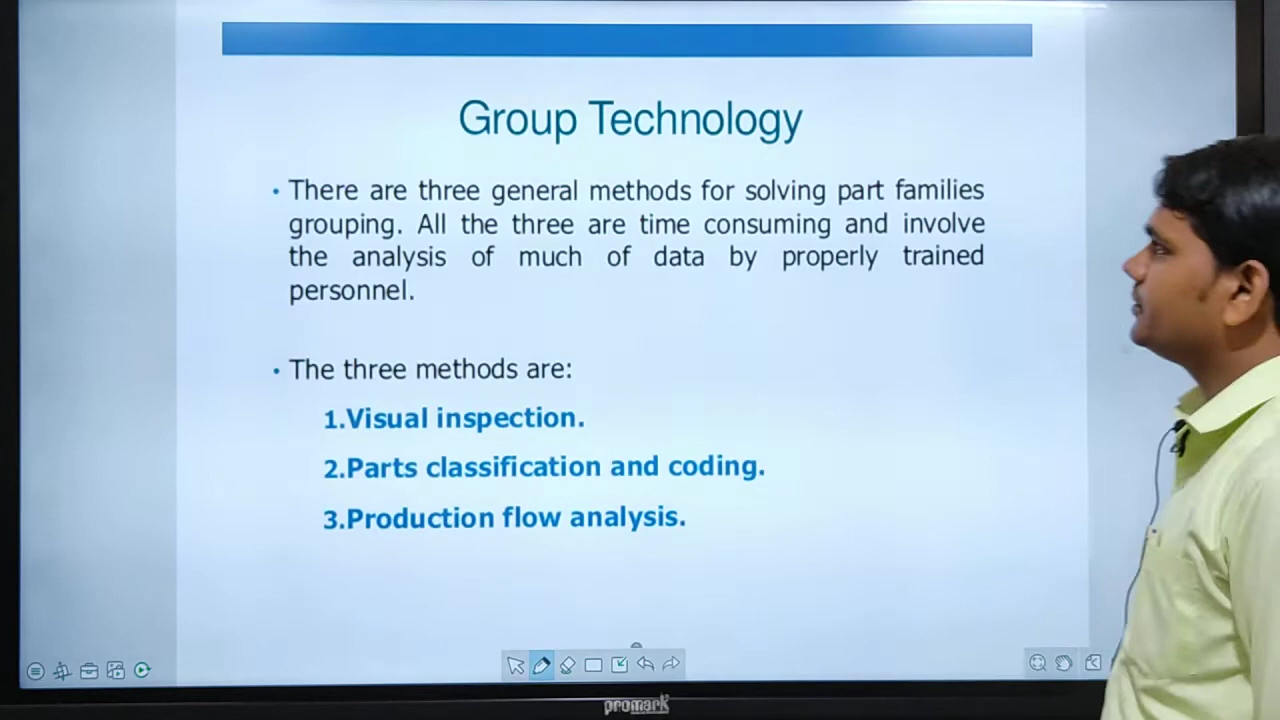 Group Technology
• There are three general methods for solving part families
grouping. All the three are time consuming and involve
the analysis of much of data by properly trained
personnel.
• The three methods are:
1.Visual inspection.
2.Parts classification and coding.
3.Production flow analysis.
promark